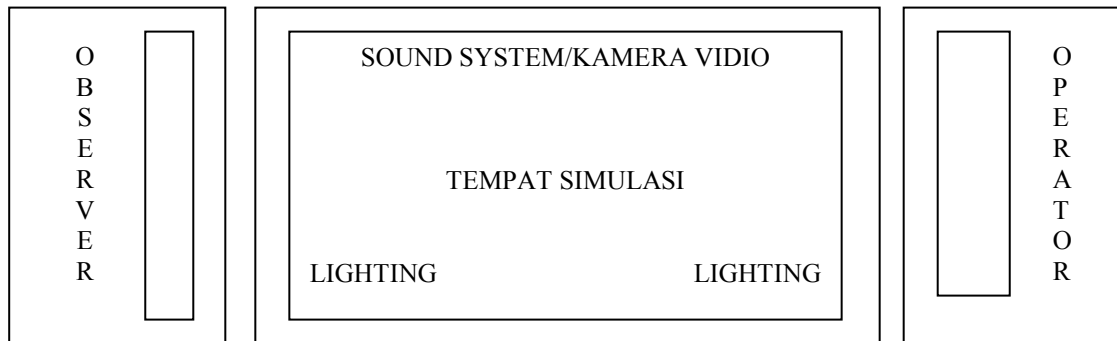 OBSERVER
SOUND SYSTEM/KAMERA VIDIO
TEMPAT SIMULASI
LIGHTING LIGHTING
OPERATOR